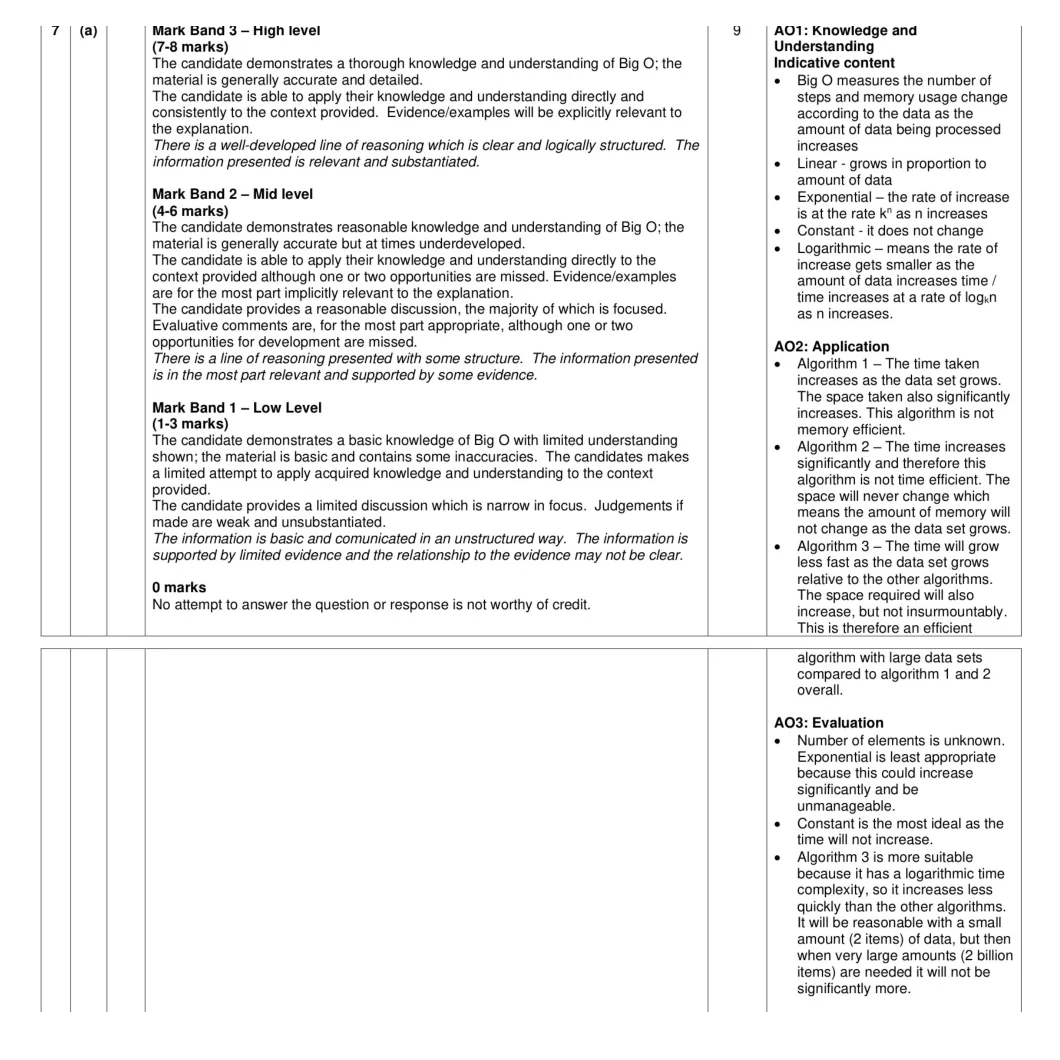 7 (a) Mark Band 3 – High level
(7-8 marks)
The candidate demonstrates a thorough knowledge and understanding of Big O; the
material is generally accurate and detailed.
The candidate is able to apply their knowledge and understanding directly and
consistently to the context provided.  Evidence/examples will be explicitly relevant to
the explanation.
There is a well-developed line of reasoning which is clear and logically structured.  The
information presented is relevant and substantiated.
Mark Band 2 – Mid level
(4-6 marks)
The candidate demonstrates reasonable knowledge and understanding of Big O; the
material is generally accurate but at times underdeveloped.
The candidate is able to apply their knowledge and understanding directly to the
context provided although one or two opportunities are missed. Evidence/examples
are for the most part implicitly relevant to the explanation.
The candidate provides a reasonable discussion, the majority of which is focused.
Evaluative comments are, for the most part appropriate, although one or two
opportunities for development are missed.
There is a line of reasoning presented with some structure.  The information presented
is in the most part relevant and supported by some evidence.
Mark Band 1 – Low Level
(1-3 marks)
The candidate demonstrates a basic knowledge of Big O with limited understanding
shown; the material is basic and contains some inaccuracies.  The candidates makes
a limited attempt to apply acquired knowledge and understanding to the context
provided.
The candidate provides a limited discussion which is narrow in focus.  Judgements if
made are weak and unsubstantiated.
The information is basic and comunicated in an unstructured way.  The information is
supported by limited evidence and the relationship to the evidence may not be clear.
0 marks
No attempt to answer the question or response is not worthy of credit.
9
AO1: Knowledge and
Understanding
Indicative content
• Big O measures the number of
steps and memory usage change
according to the data as the
amount of data being processed
increases
• Linear - grows in proportion to
amount of data
• Exponential – the rate of increase
is at the rate kⁿ as n increases
• Constant - it does not change
• Logarithmic – means the rate of
increase gets smaller as the
amount of data increases time /
time increases at a rate of logₖn
as n increases.
AO2: Application
• Algorithm 1 – The time taken
increases as the data set grows.
The space taken also significantly
increases. This algorithm is not
memory efficient.
• Algorithm 2 – The time increases
significantly and therefore this
algorithm is not time efficient. The
space will never change which
means the amount of memory will
not change as the data set grows.
• Algorithm 3 – The time will grow
less fast as the data set grows
relative to the other algorithms.
The space required will also
increase, but not insurmountably.
This is therefore an efficient
algorithm with large data sets
compared to algorithm 1 and 2
overall.
AO3: Evaluation
• Number of elements is unknown.
Exponential is least appropriate
because this could increase
significantly and be
unmanageable.
• Constant is the most ideal as the
time will not increase.
• Algorithm 3 is more suitable
because it has a logarithmic time
complexity, so it increases less
quickly than the other algorithms.
It will be reasonable with a small
amount (2 items) of data, but then
when very large amounts (2 billion
items) are needed it will not be
significantly more.